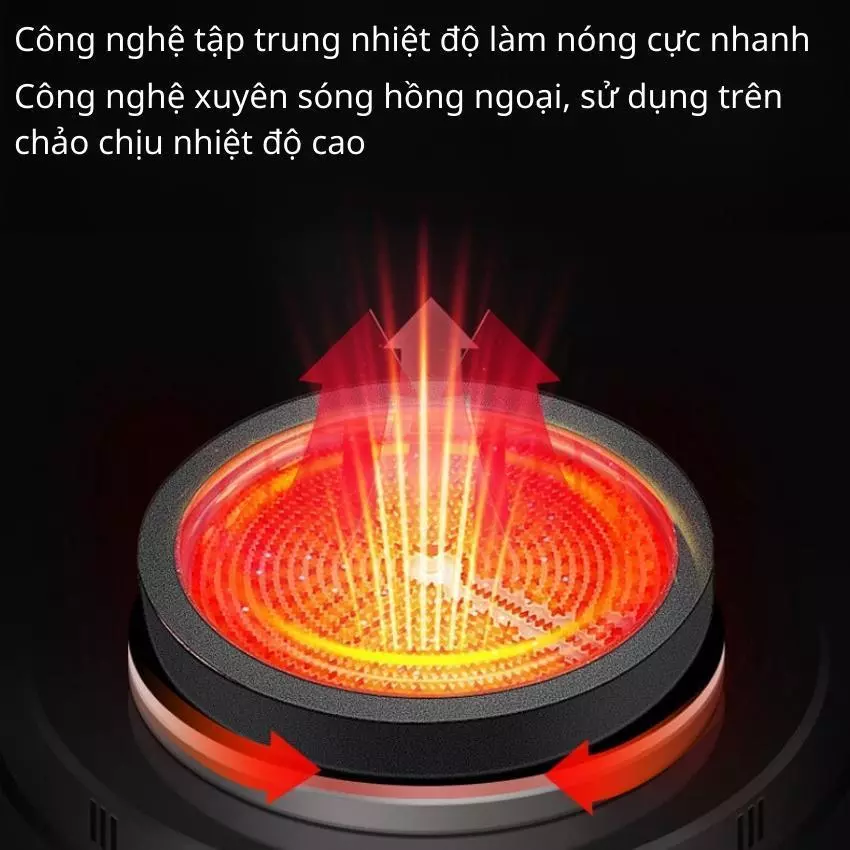 Công nghệ tập trung nhiệt độ làm nóng cực nhanh
Công nghệ xuyên sóng hồng ngoại, sử dụng trên
chảo chịu nhiệt độ cao